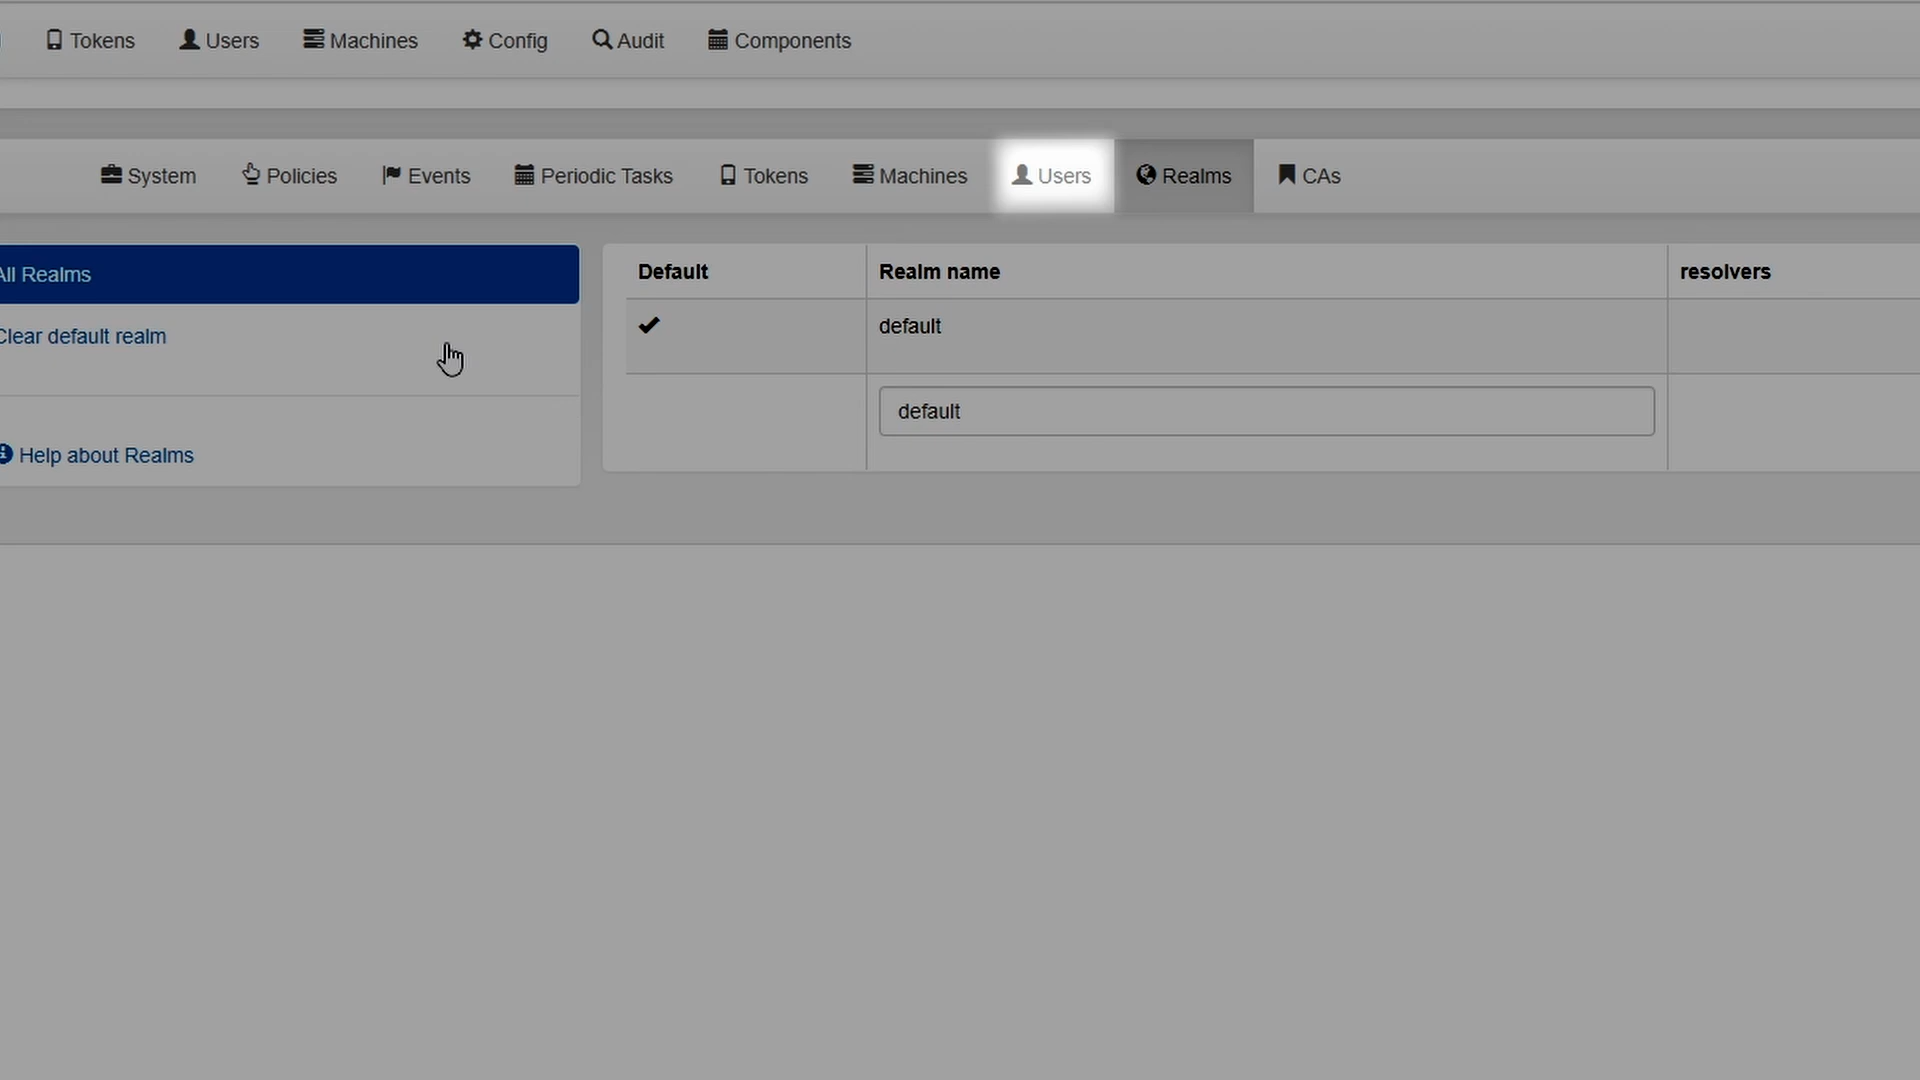 Tokens Users Machines Config Audit Components
System Policies Events Periodic Tasks Tokens Machines Users Realms CAs
All Realms
Clear default realm
Help about Realms
Default Realm name resolvers
default
default